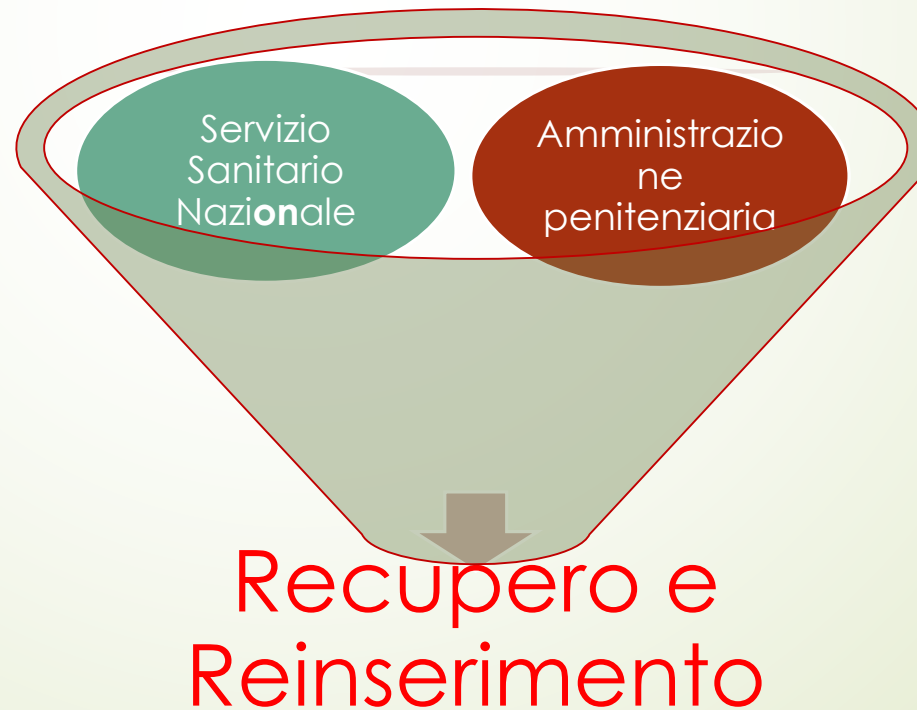 Servizio
Sanitario
Nazionale
Amministrazio
ne
penitenziaria
Recupero e
Reinserimento